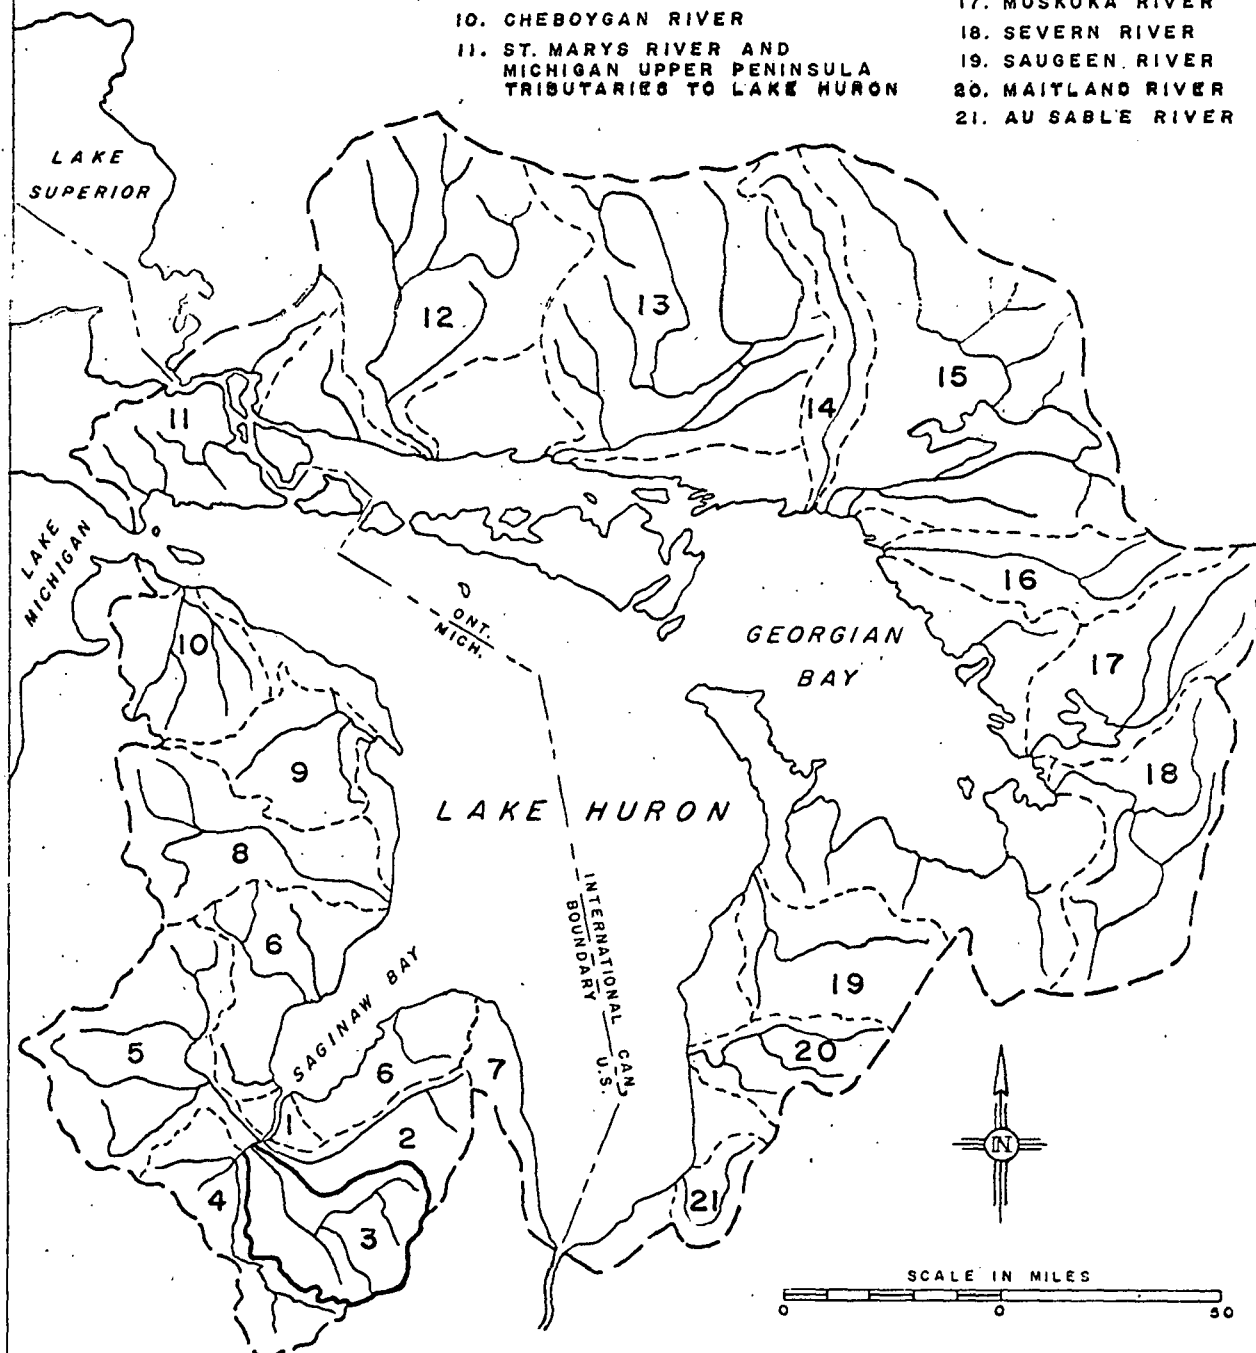 10. CHEBOYGAN RIVER
11. ST. MARYS RIVER AND
MICHIGAN UPPER PENINSULA
TRIBUTARIES TO LAKE HURON
17. MUSKOKA RIVER
18. SEVERN RIVER
19. SAUGEEN RIVER
20. MAITLAND RIVER
21. AU SABLE RIVER
LAKE
SUPERIOR
12
13
14
15
11
LAKE
MICHIGAN
ONT.
MICH.
16
GEORGIAN
BAY
10
17
9
18
LAKE HURON
8
INTERNATIONAL
BOUNDARY
6
SAGINAW BAY
19
CAN.
U.S.
5
6
7
20
1
2
N
4
3
21
SCALE IN MILES
0
0
50